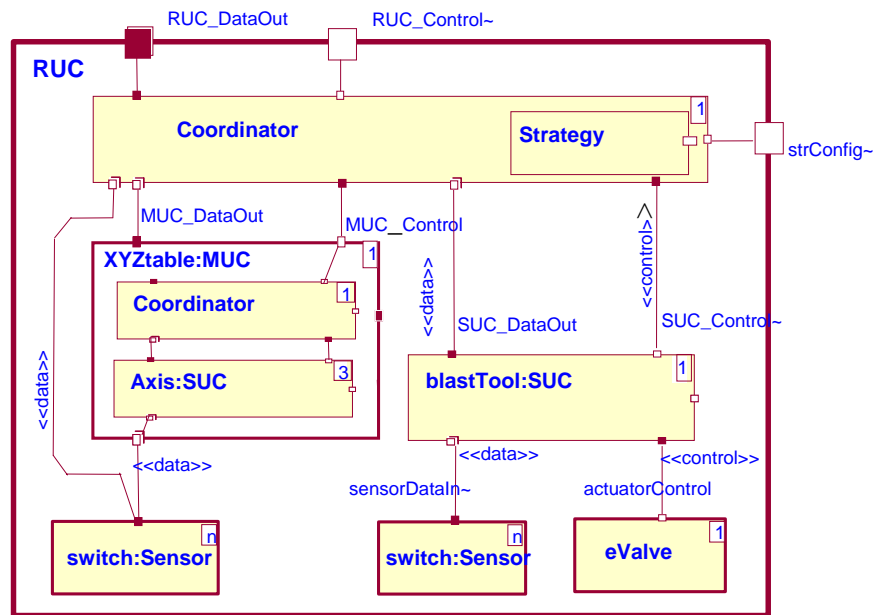 RUC_DataOut
RUC_Control~
RUC
Coordinator
1
Strategy
strConfig~
MUC_DataOut
MUC_Control
<<data>>
<<control>>
XYZtable:MUC
1
Coordinator
1
SUC_DataOut
SUC_Control~
Axis:SUC
3
blastTool:SUC
1
<<data>>
<<data>>
<<data>>
<<control>>
sensorDataIn~
actuatorControl
switch:Sensor
n
switch:Sensor
n
eValve
1